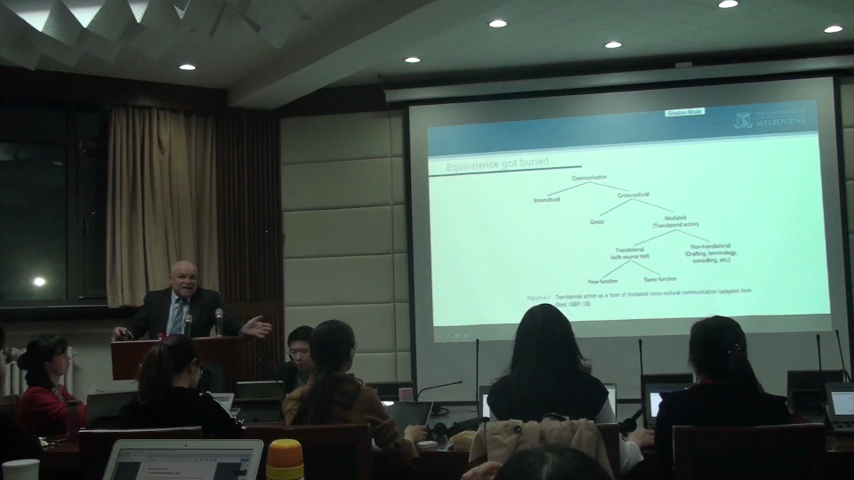 Shadow Mode
THE UNIVERSITY OF
MELBOURNE
Equivalence got buried
Communication
Intracultural
Cross-cultural
Direct
Mediated
(Translational action)
Translational
(with source text)
Non-translational
(Drafting, terminology,
consulting, etc.)
New function
Same function
Translational action as a form of mediated cross-cultural communication (adapted from
1989, 18)